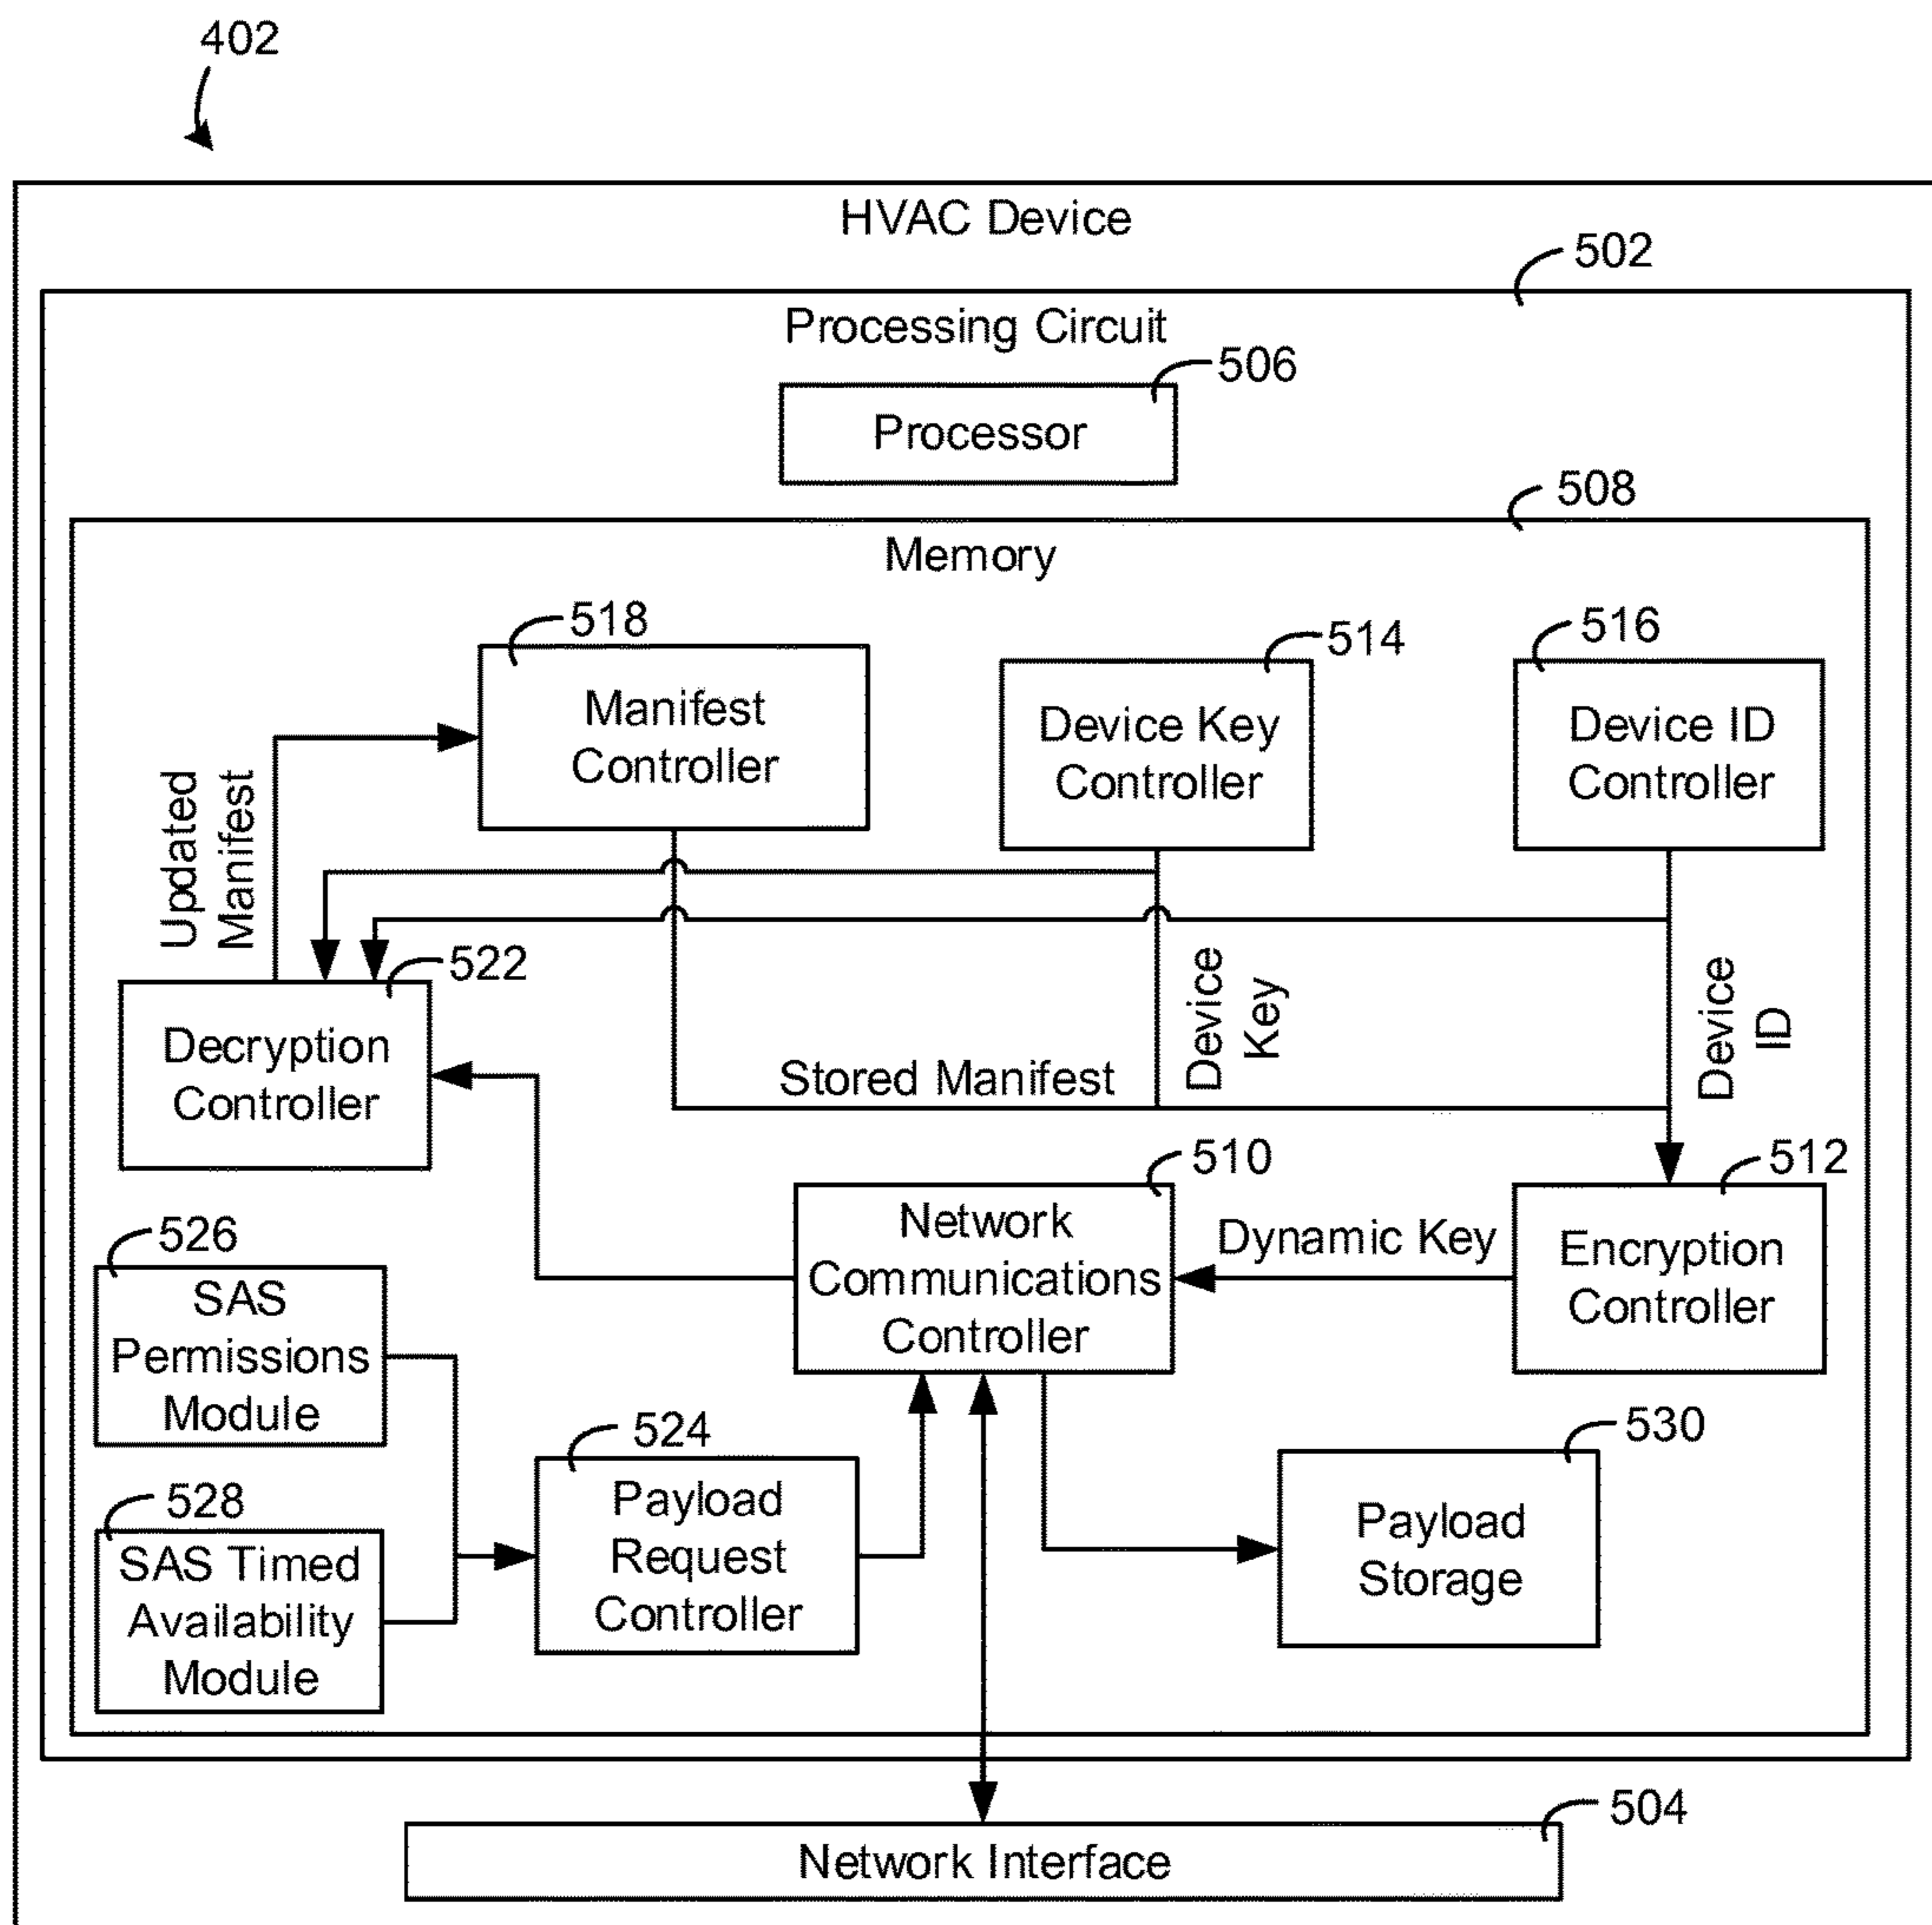 402
HVAC Device
502
Processing Circuit
506
Processor
508
Memory
518
Manifest
Controller
514
Device Key
Controller
516
Device ID
Controller
Updated
Manifest
522
Decryption
Controller
Stored Manifest
Device
Key
Device
ID
510
Network
Communications
Controller
Dynamic Key
512
Encryption
Controller
526
SAS
Permissions
Module
524
Payload
Request
Controller
530
Payload
Storage
528
SAS Timed
Availability
Module
504
Network Interface